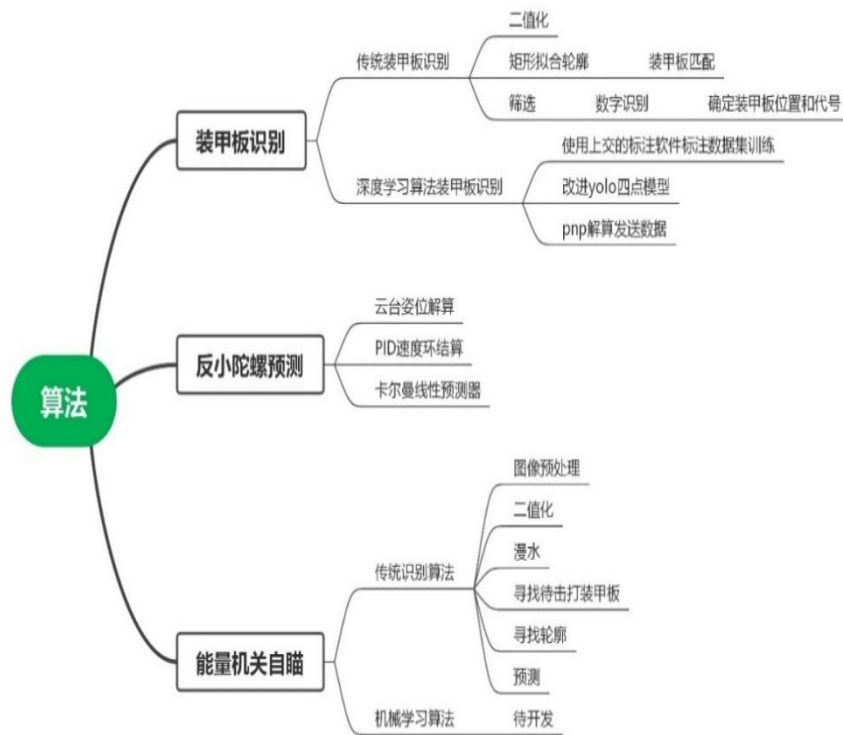 算法
装甲板识别
传统装甲板识别
二值化
矩形拟合轮廓 装甲板匹配
筛选 数字识别 确定装甲板位置和代号
深度学习算法装甲板识别
使用上交的标注软件标注数据集训练
改进yolo四点模型
pnp解算发送数据
反小陀螺预测
云台姿位解算
PID速度环结算
卡尔曼线性预测器
能量机关自瞄
传统识别算法
图像预处理
二值化
漫水
寻找待击打装甲板
寻找轮廓
预测
机械学习算法
待开发